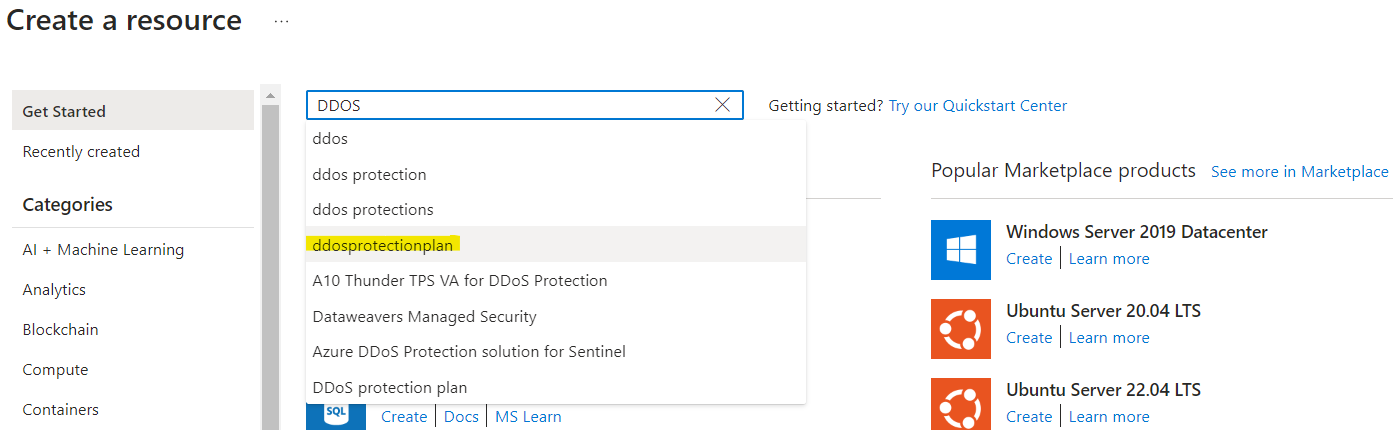 Create a resource ...
Get Started
Recently created
Categories
AI + Machine Learning
Analytics
Blockchain
Compute
Containers
DDOS
ddos
ddos protection
ddos protections
ddosprotectionplan
A10 Thunder TPS VA for DDoS Protection
Dataweavers Managed Security
Azure DDoS Protection solution for Sentinel
DDoS protection plan
SQL
Create | Docs | MS Learn
Getting started? Try our Quickstart Center
Popular Marketplace products See more in Marketplace
Windows Server 2019 Datacenter
Create | Learn more
Ubuntu Server 20.04 LTS
Create | Learn more
Ubuntu Server 22.04 LTS
Create | Learn more